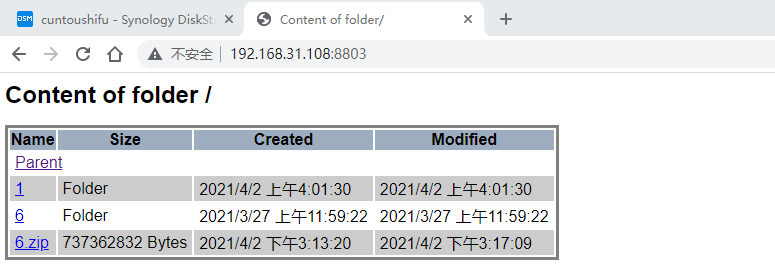 DSM cuntoushifu - Synology DiskSt Content of folder/
不安全 192.168.31.108:8803
Content of folder /
Name Size Created Modified
Parent
1 Folder 2021/4/2 上午4:01:30 2021/4/2 上午4:01:30
6 Folder 2021/3/27 上午11:59:22 2021/3/27 上午11:59:22
6.zip 737362832 Bytes 2021/4/2 下午3:13:20 2021/4/2 下午3:17:09